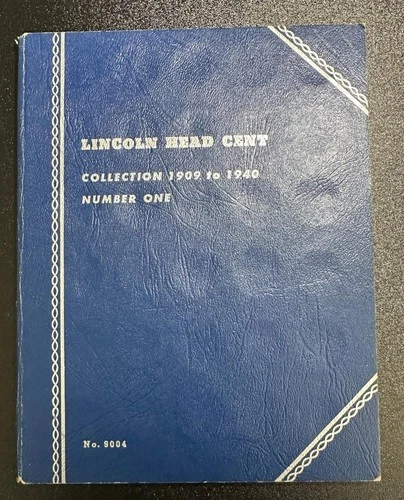 LINCOLN HEAD CENT
COLLECTION 1909 to 1940
NUMBER ONE
No. 9004